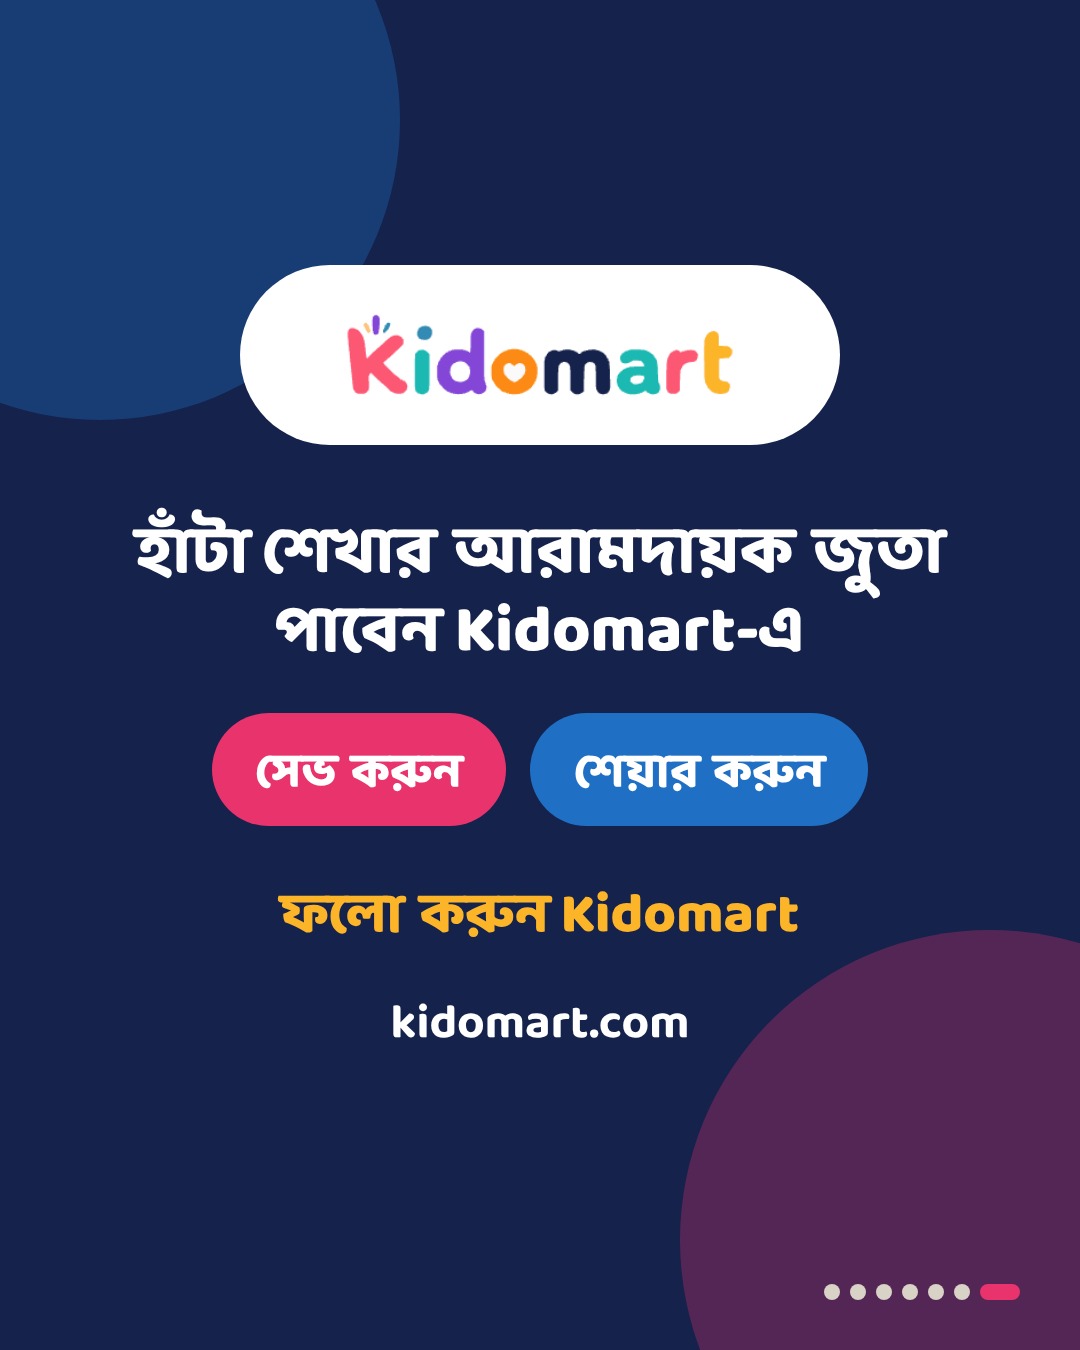 Kidomart
হাঁটা শেখার আরামদায়ক জুতা
পাবেন Kidomart-এ
সেভ করুন
শেয়ার করুন
ফলো করুন Kidomart
kidomart.com